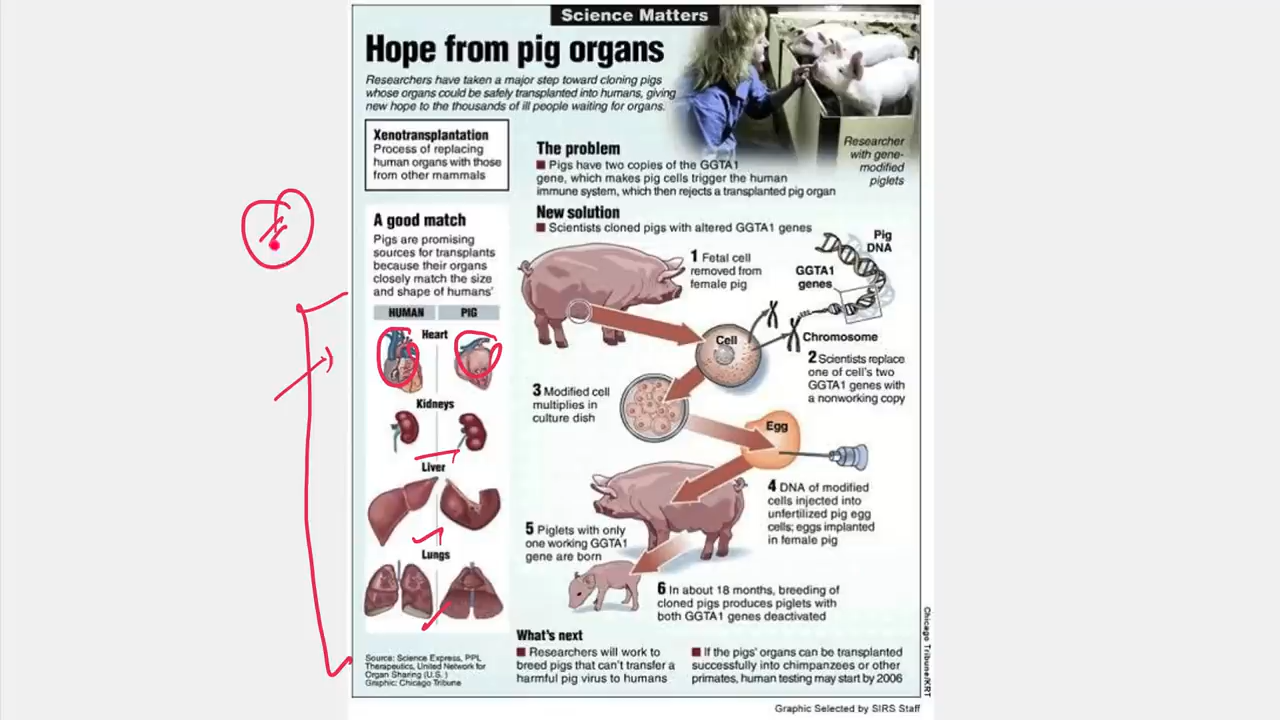 Science Matters
Hope from pig organs
Researchers have taken a major step toward cloning pigs
whose organs could be safely transplanted into humans, giving
new hope to the thousands of ill people waiting for organs.
Researcher
with gene-
modified
piglets
Xenotransplantation
Process of replacing
human organs with those
from other mammals
A good match
Pigs are promising
sources for transplants
because their organs
closely match the size
and shape of humans'
HUMAN PIG
Heart
Kidneys
Liver
Lungs
Source: Science Express, PPL
Therapeutics, United Network for
Organ Sharing (U.S.)
Graphic: Chicago Tribune
The problem
Pigs have two copies of the GGTA1
gene, which makes pig cells trigger the human
immune system, which then rejects a transplanted pig organ
New solution
Scientists cloned pigs with altered GGTA1 genes
1 Fetal cell
removed from
female pig
Pig
DNA
GGTA1
genes
Cell
Chromosome
2 Scientists replace
one of cell's two
GGTA1 genes with
a nonworking copy
3 Modified cell
multiplies in
culture dish
Egg
4 DNA of modified
cells injected into
unfertilized pig egg
cells; eggs implanted
in female pig
5 Piglets with only
one working GGTA1
gene are born
6 In about 18 months, breeding of
cloned pigs produces piglets with
both GGTA1 genes deactivated
What's next
Researchers will work to
breed pigs that can't transfer a
harmful pig virus to humans
If the pigs' organs can be transplanted
successfully into chimpanzees or other
primates, human testing may start by 2006
Chicago Tribune/KRT
Graphic Selected by SIRS Staff